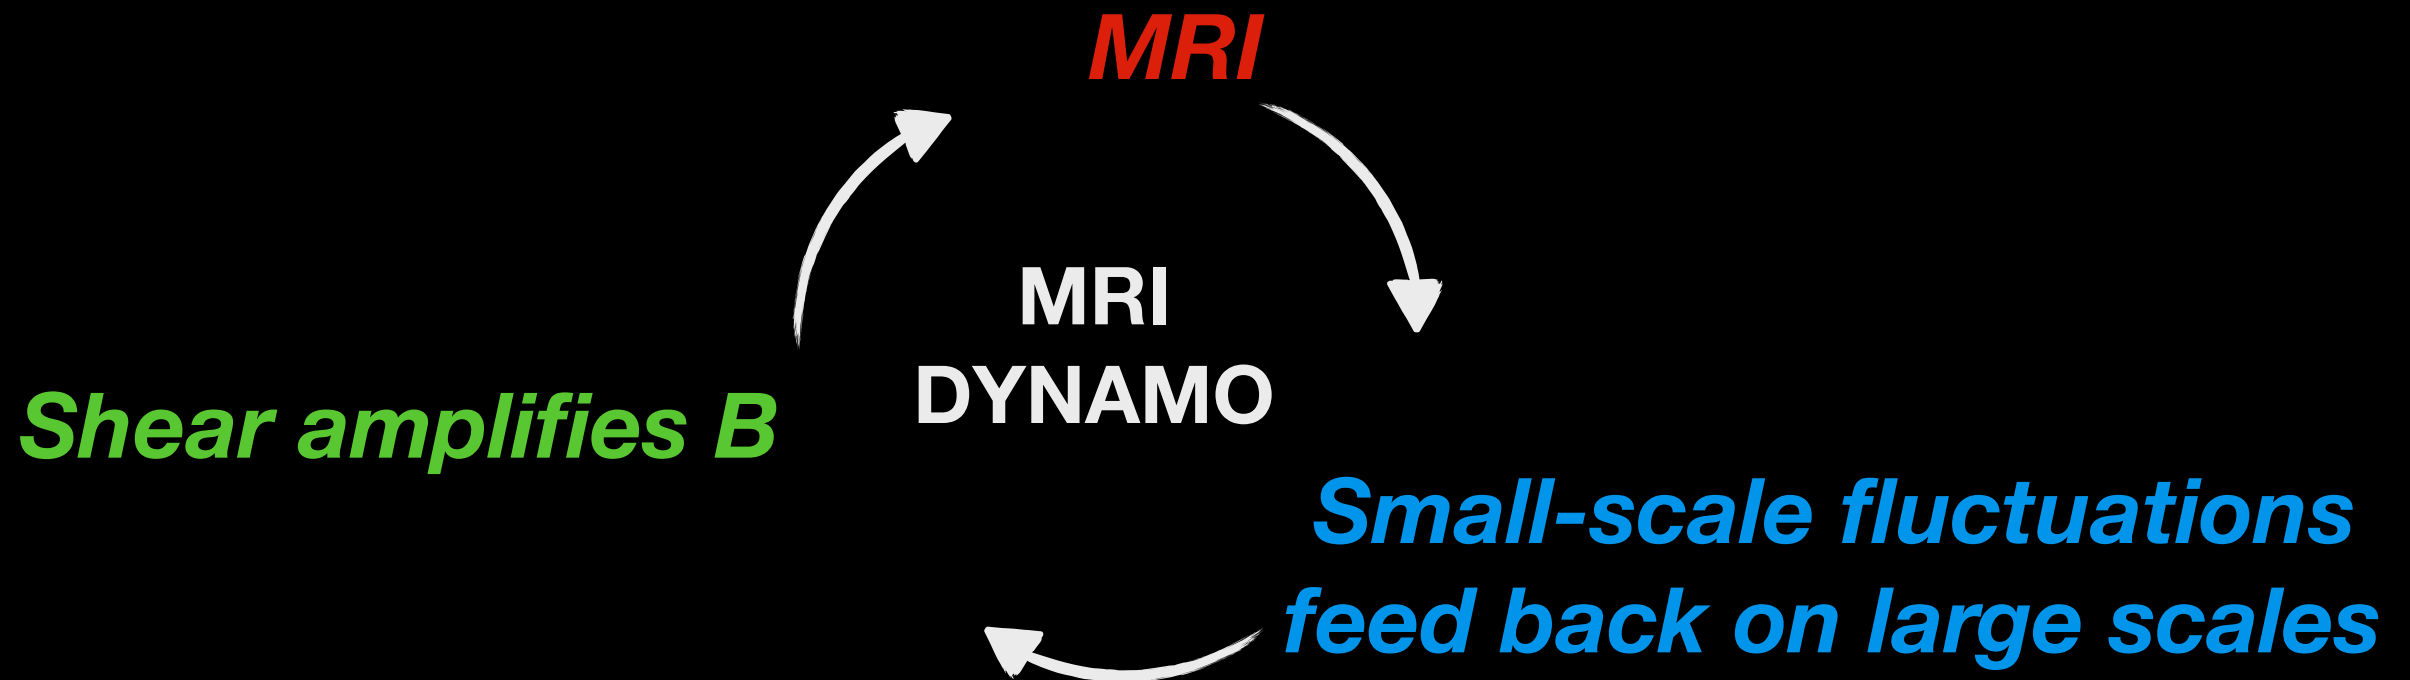 MRI
MRI
DYNAMO
Shear amplifies B
Small-scale fluctuations
feed back on large scales